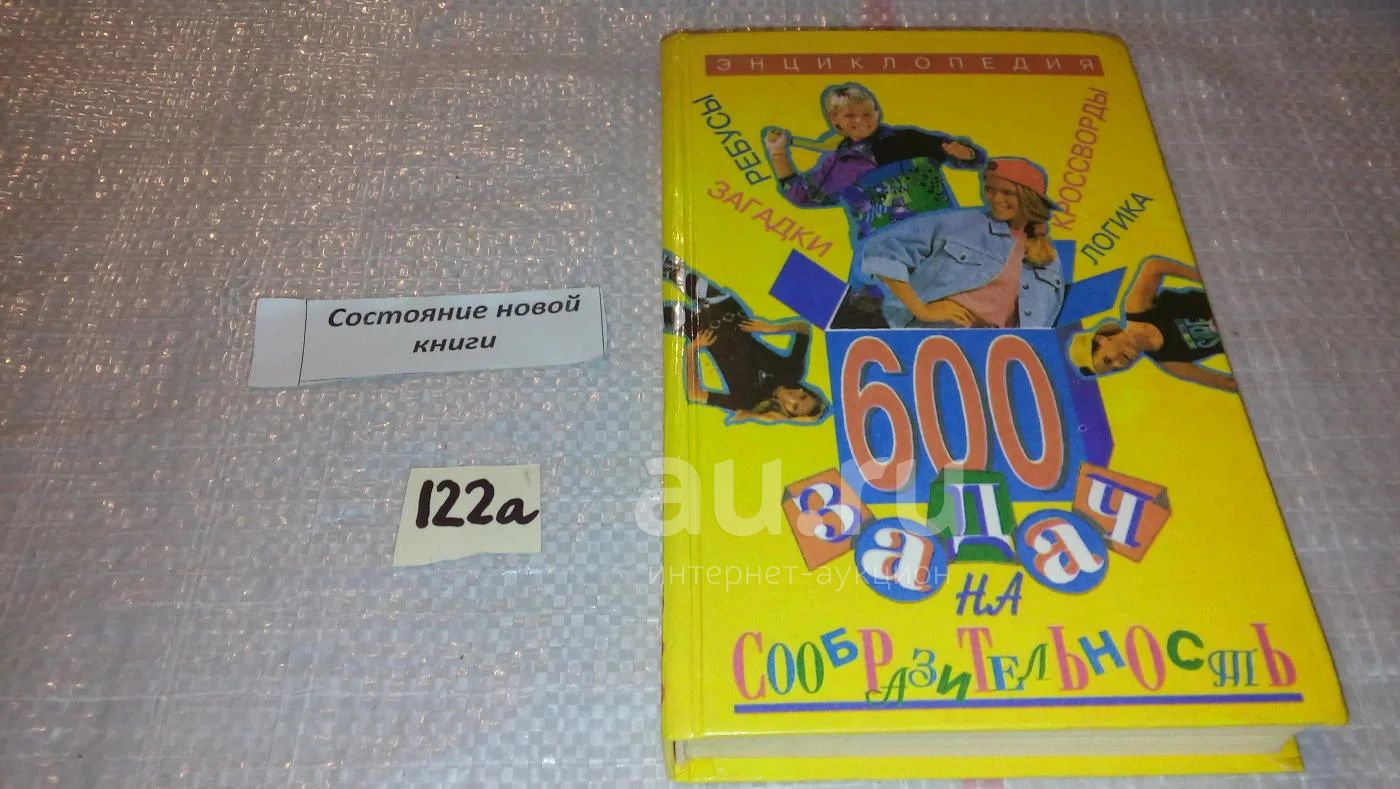 Состояние новой
книги
122а
ЭНЦИКЛОПЕДИЯ
РЕБУСЫ
ЗАГАДКИ
КРОССВОРДЫ
ЛОГИКА
600
ЗаДаЧ
НА
СООБРАЗИТЕЛЬНОСТЬ
au.ru
интернет-аукцион